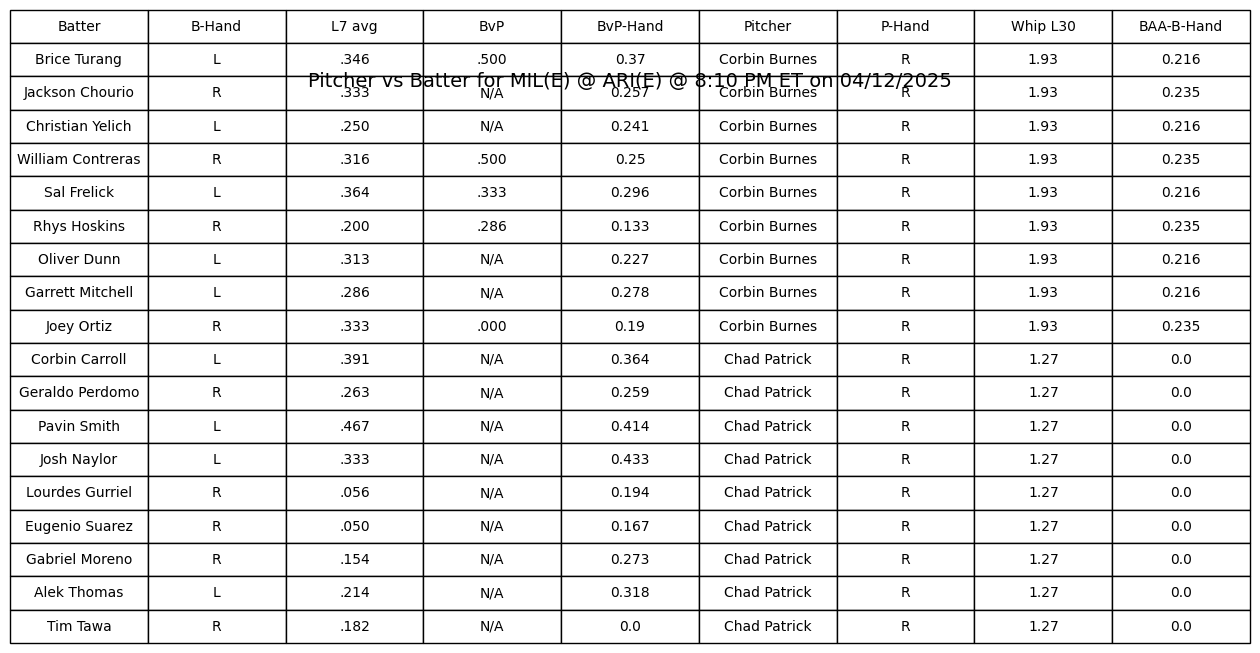 Batter B-Hand L7 avg BvP BvP-Hand Pitcher P-Hand Whip L30 BAA-B-Hand
Brice Turang L .346 .500 0.37 Corbin Burnes R 1.93 0.216
Pitcher vs Batter for MIL(E) @ ARI(E) @ 8:10 PM ET on 04/12/2025
Jackson Chourio R .333 N/A 0.257 Corbin Burnes R 1.93 0.235
Christian Yelich L .250 N/A 0.241 Corbin Burnes R 1.93 0.216
William Contreras R .316 .500 0.25 Corbin Burnes R 1.93 0.235
Sal Frelick L .364 .333 0.296 Corbin Burnes R 1.93 0.216
Rhys Hoskins R .200 .286 0.133 Corbin Burnes R 1.93 0.235
Oliver Dunn L .313 N/A 0.227 Corbin Burnes R 1.93 0.216
Garrett Mitchell L .286 N/A 0.278 Corbin Burnes R 1.93 0.216
Joey Ortiz R .333 .000 0.19 Corbin Burnes R 1.93 0.235
Corbin Carroll L .391 N/A 0.364 Chad Patrick R 1.27 0.0
Geraldo Perdomo R .263 N/A 0.259 Chad Patrick R 1.27 0.0
Pavin Smith L .467 N/A 0.414 Chad Patrick R 1.27 0.0
Josh Naylor L .333 N/A 0.433 Chad Patrick R 1.27 0.0
Lourdes Gurriel R .056 N/A 0.194 Chad Patrick R 1.27 0.0
Eugenio Suarez R .050 N/A 0.167 Chad Patrick R 1.27 0.0
Gabriel Moreno R .154 N/A 0.273 Chad Patrick R 1.27 0.0
Alek Thomas L .214 N/A 0.318 Chad Patrick R 1.27 0.0
Tim Tawa R .182 N/A 0.0 Chad Patrick R 1.27 0.0